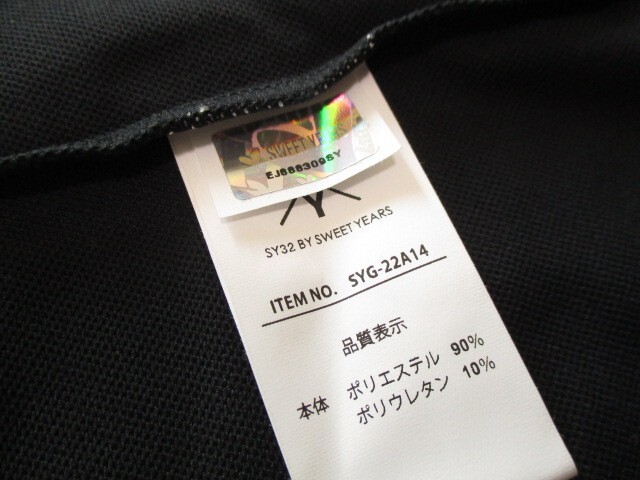 SWEET YEARS
SY32 BY SWEET YEARS
ITEM NO. SYG-22A14
品質表示
本体 ポリエステル 90%
ポリウレタン 10%